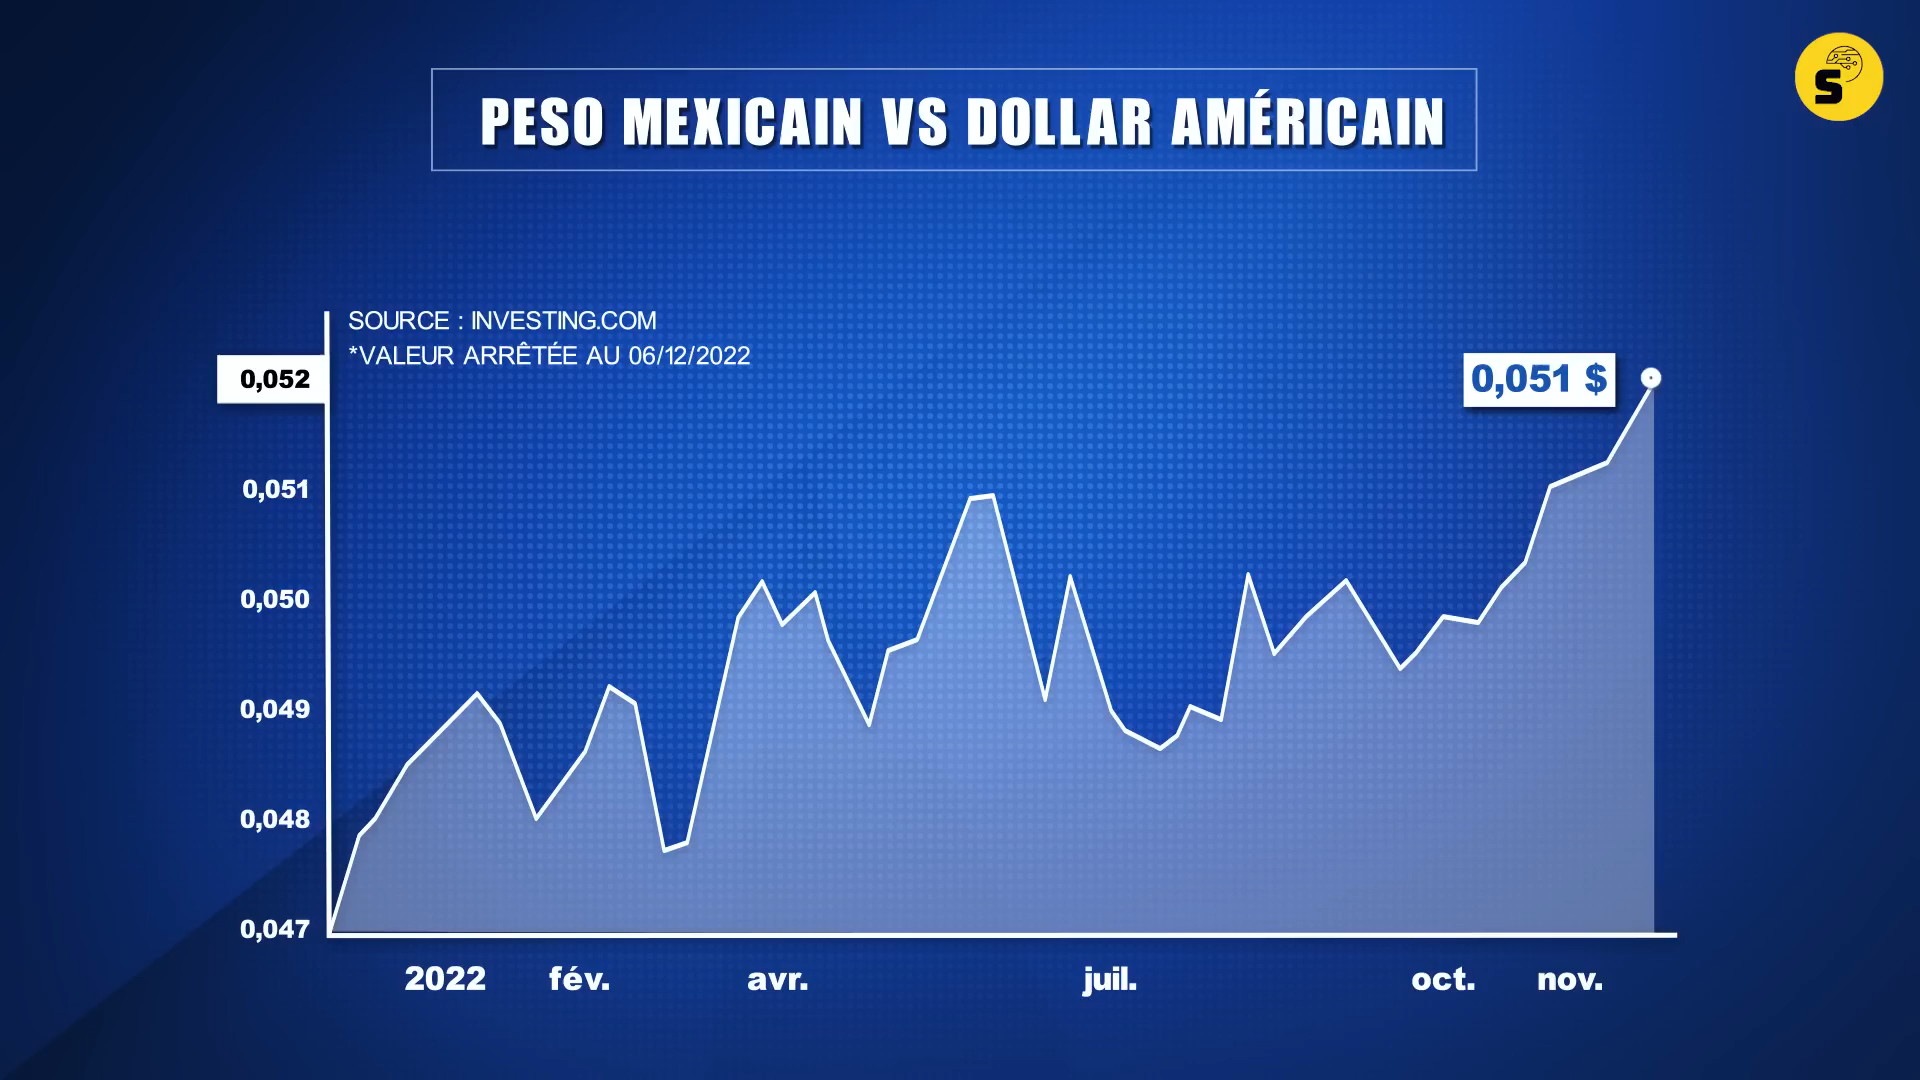 PESO MEXICAIN VS DOLLAR AMÉRICAIN
S
SOURCE : INVESTING.COM
*VALEUR ARRÊTÉE AU 06/12/2022
0,052
0,051 $
0,051
0,050
0,049
0,048
0,047
2022 fév. avr. juil. oct. nov.